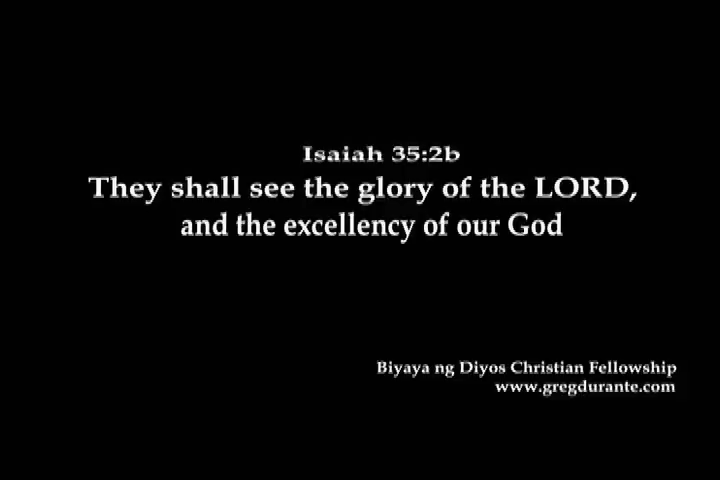 Isaiah 35:2b
They shall see the glory of the LORD,
and the excellency of our God
Biyaya ng Diyos Christian Fellowship
www.gregdurante.com